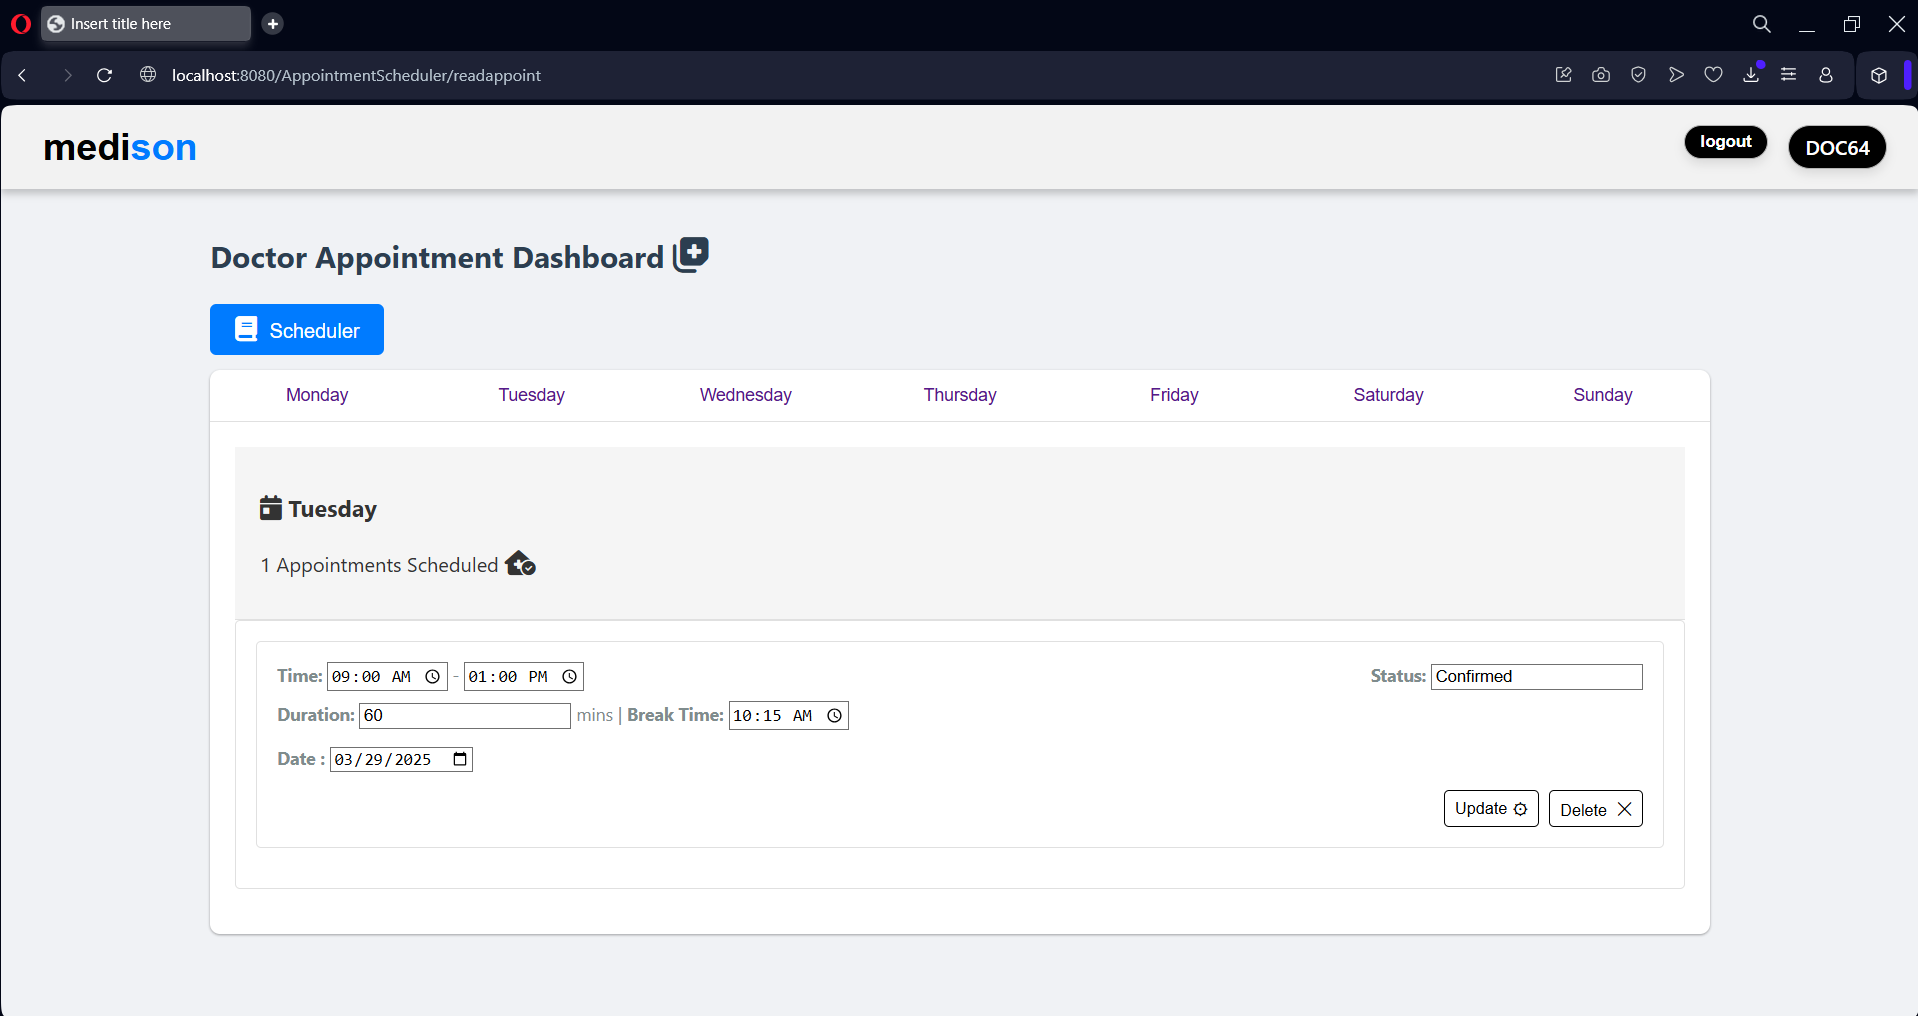 Insert title here
localhost:8080/AppointmentScheduler/readappoint
medison
logout
DOC64
Doctor Appointment Dashboard
Scheduler
Monday Tuesday Wednesday Thursday Friday Saturday Sunday
Tuesday
1 Appointments Scheduled
Time: 09:00 AM - 01:00 PM Status: Confirmed
Duration: 60 mins | Break Time: 10:15 AM
Date : 03/29/2025
Update Delete